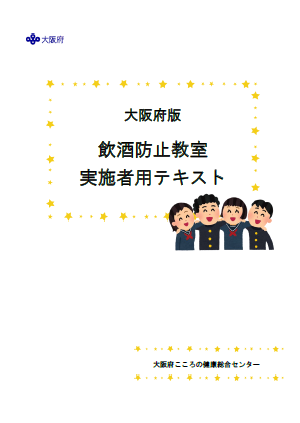 大阪府
大阪府版
飲酒防止教室
実施者用テキスト
大阪府こころの健康総合センター